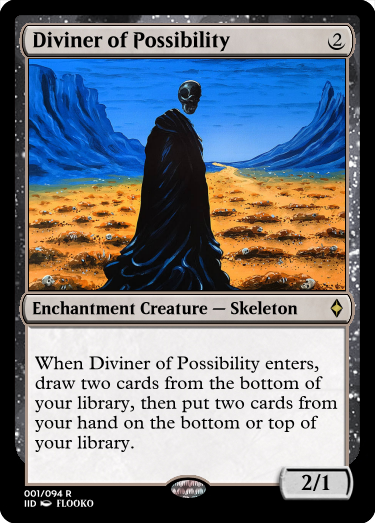 Diviner of Possibility 2
Enchantment Creature — Skeleton
When Diviner of Possibility enters,
draw two cards from the bottom of
your library, then put two cards from
your hand on the bottom or top of
your library.
2/1
001/094 R
IID FLOOKO